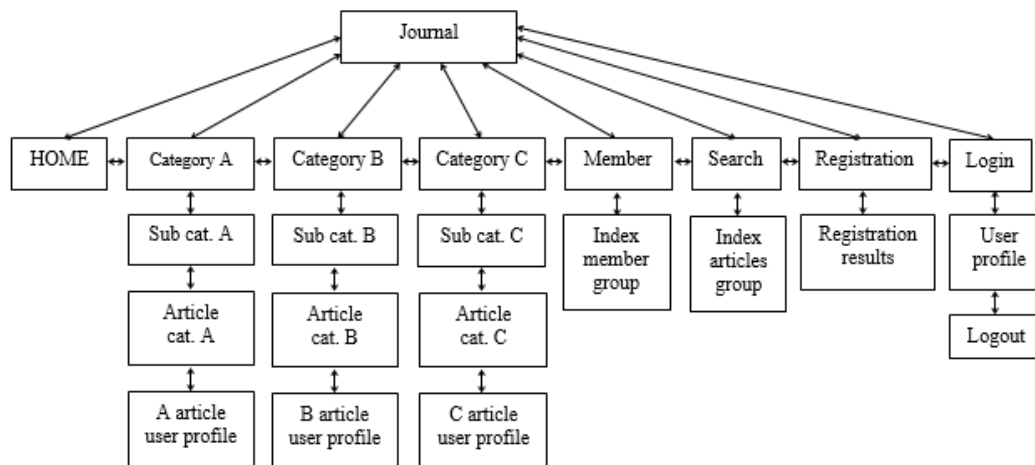 Journal
HOME
Category A
Category B
Category C
Member
Search
Registration
Login
Sub cat. A
Sub cat. B
Sub cat. C
Index
member
group
Index
articles
group
Registration
results
User
profile
Article
cat. A
Article
cat. B
Article
cat. C
Logout
A article
user profile
B article
user profile
C article
user profile